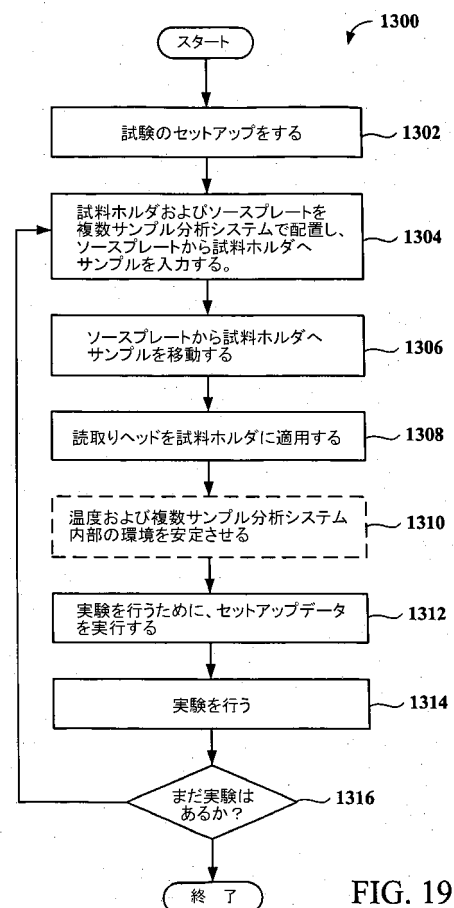 1300
スタート
試験のセットアップをする
1302
試料ホルダおよびソースプレートを
複数サンプル分析システムで配置し、
ソースプレートから試料ホルダへ
サンプルを入力する。
1304
ソースプレートから試料ホルダへ
サンプルを移動する
1306
読取りヘッドを試料ホルダに適用する
1308
温度および複数サンプル分析システム
内部の環境を安定させる
1310
実験を行うために、セットアップデータ
を実行する
1312
実験を行う
1314
まだ実験は
あるか？
1316
終 了
FIG. 19